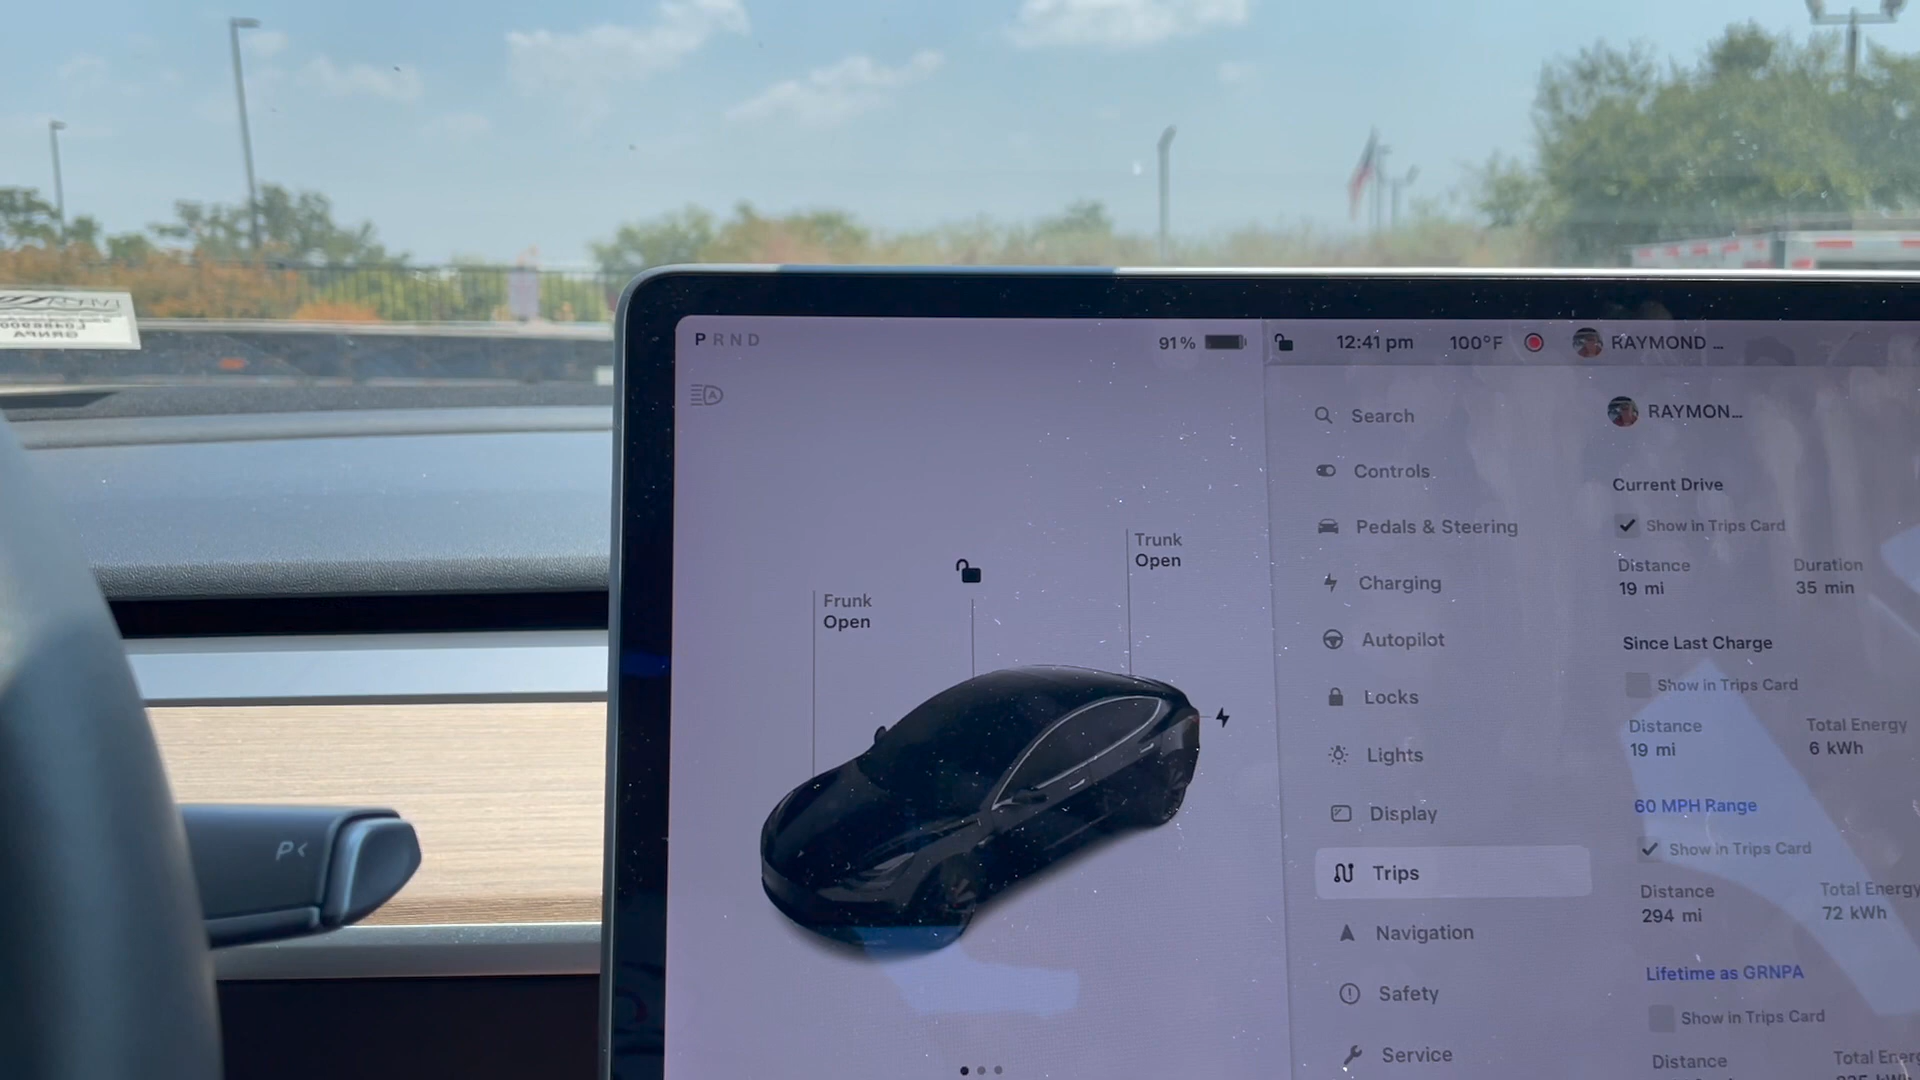 P R N D
91%
12:41 pm
100°F
RAYMOND ...
Search
Controls
Pedals & Steering
Charging
Autopilot
Locks
Lights
Display
Trips
Navigation
Safety
Service
Trunk
Open
Frunk
Open
RAYMON...
Current Drive
Show in Trips Card
Distance
Duration
19 mi
35 min
Since Last Charge
Show in Trips Card
Distance
Total Energy
19 mi
6 kWh
60 MPH Range
Show in Trips Card
Distance
Total Energy
294 mi
72 kWh
Lifetime as GRNPA
Show in Trips Card
Distance
Total Ener
P<
GRNPA